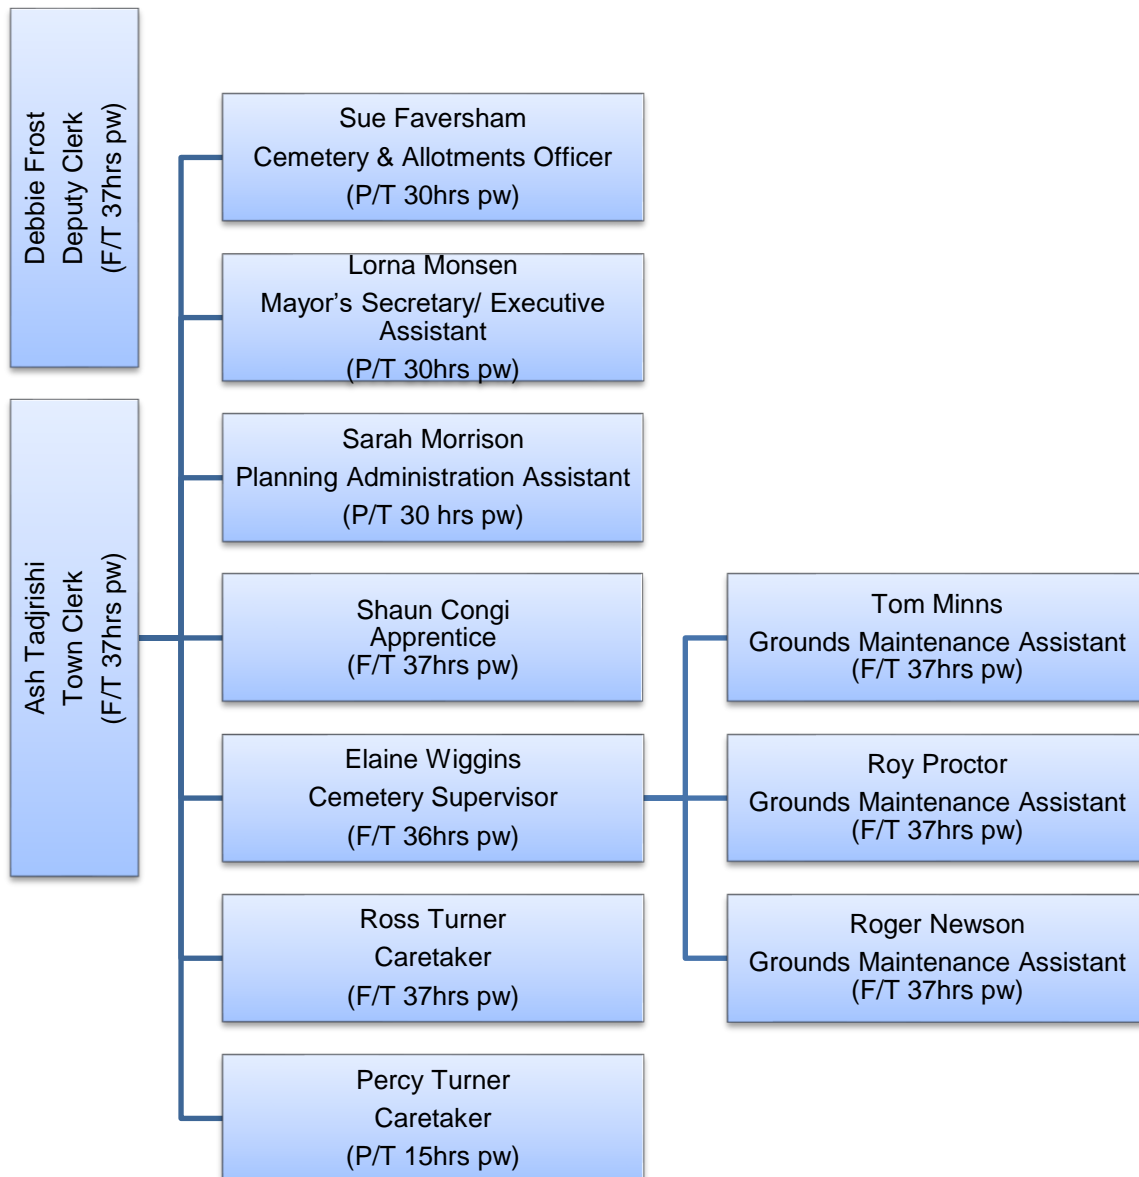 Debbie Frost
Deputy Clerk
(F/T 37hrs pw)
Ash Tadjrishi
Town Clerk
(F/T 37hrs pw)
Sue Faversham
Cemetery & Allotments Officer
(P/T 30hrs pw)
Lorna Monsen
Mayor’s Secretary/ Executive
Assistant
(P/T 30hrs pw)
Sarah Morrison
Planning Administration Assistant
(P/T 30 hrs pw)
Shaun Congi
Apprentice
(F/T 37hrs pw)
Elaine Wiggins
Cemetery Supervisor
(F/T 36hrs pw)
Ross Turner
Caretaker
(F/T 37hrs pw)
Percy Turner
Caretaker
(P/T 15hrs pw)
Tom Minns
Grounds Maintenance Assistant
(F/T 37hrs pw)
Roy Proctor
Grounds Maintenance Assistant
(F/T 37hrs pw)
Roger Newson
Grounds Maintenance Assistant
(F/T 37hrs pw)